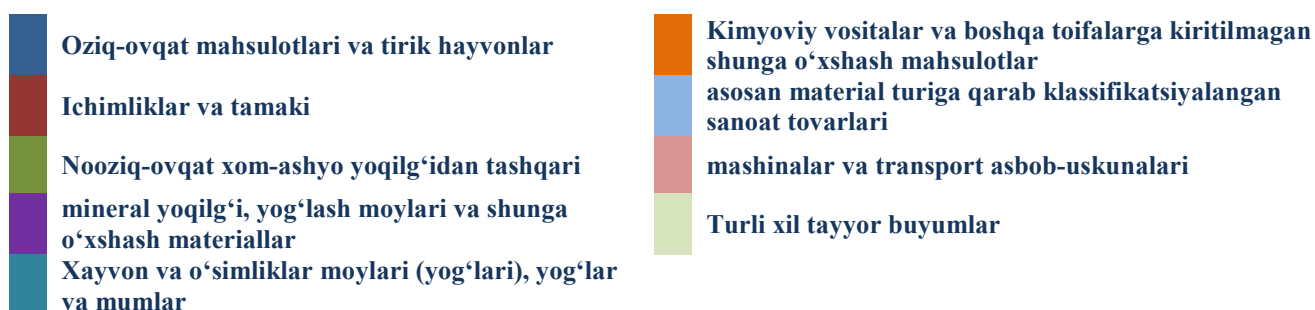 Oziq-ovqat mahsulotlari va tirik hayvonlar
Ichimliklar va tamaki
Nooziq-ovqat xom-ashyo yoqilg‘idan tashqari
mineral yoqilg‘i, yog‘lash moylari va shunga
o‘xshash materiallar
Xayvon va o‘simliklar moylari (yog‘lari), yog‘lar
va mumlar
Kimyoviy vositalar va boshqa toifalarga kiritilmagan
shunga o‘xshash mahsulotlar
asosan material turiga qarab klassifikatsiyalangan
sanoat tovarlari
mashinalar va transport asbob-uskunalari
Turli xil tayyor buyumlar